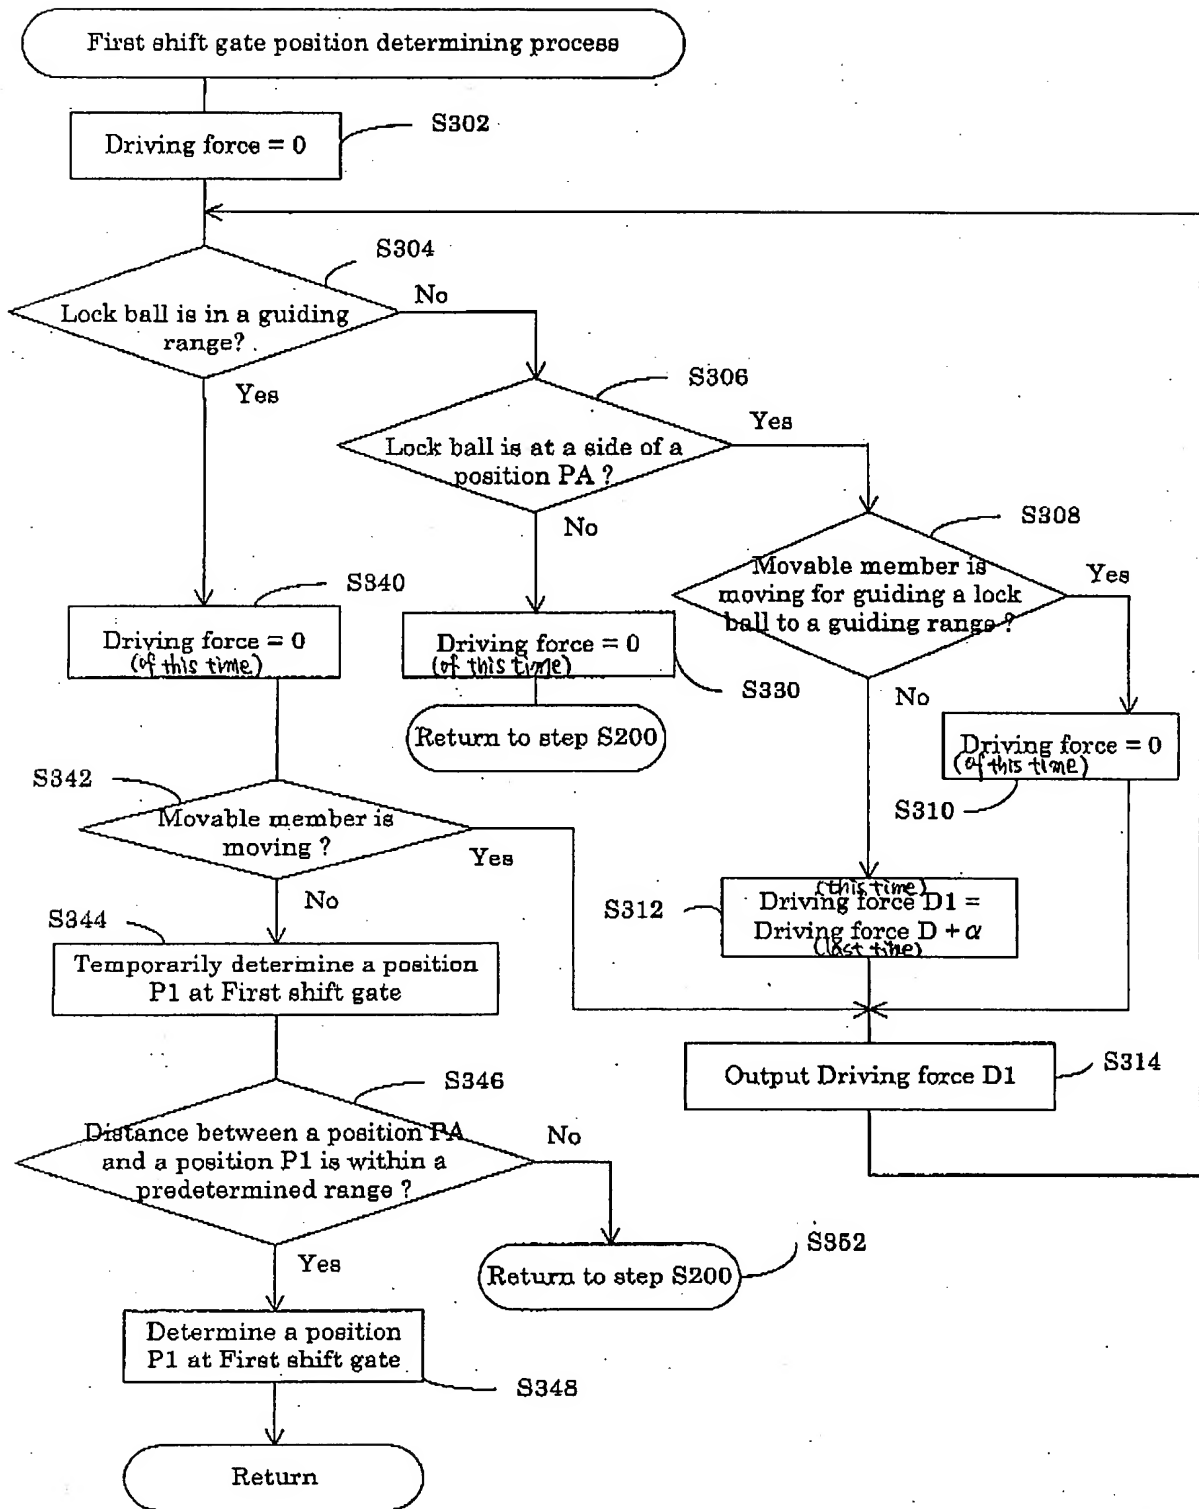 First shift gate position determining process
S302
Driving force = 0
S304
No
Lock ball is in a guiding
range?
Yes
S306
Yes
Lock ball is at a side of a
position PA ?
No
S308
Movable member is
moving for guiding a lock
ball to a guiding range ?
Yes
No
S340
Driving force = 0
(of this time)
Driving force = 0
(of this time)
S330
Return to step S200
Driving force = 0
(of this time)
S310
S342
Movable member is
moving ?
Yes
No
S312
(this time)
Driving force D1 =
Driving force D + α
(last time)
S344
Temporarily determine a position
P1 at First shift gate
S314
Output Driving force D1
S346
Distance between a position PA
and a position P1 is within a
predetermined range ?
No
Yes
S352
Return to step S200
Determine a position
P1 at First shift gate
S348
Return